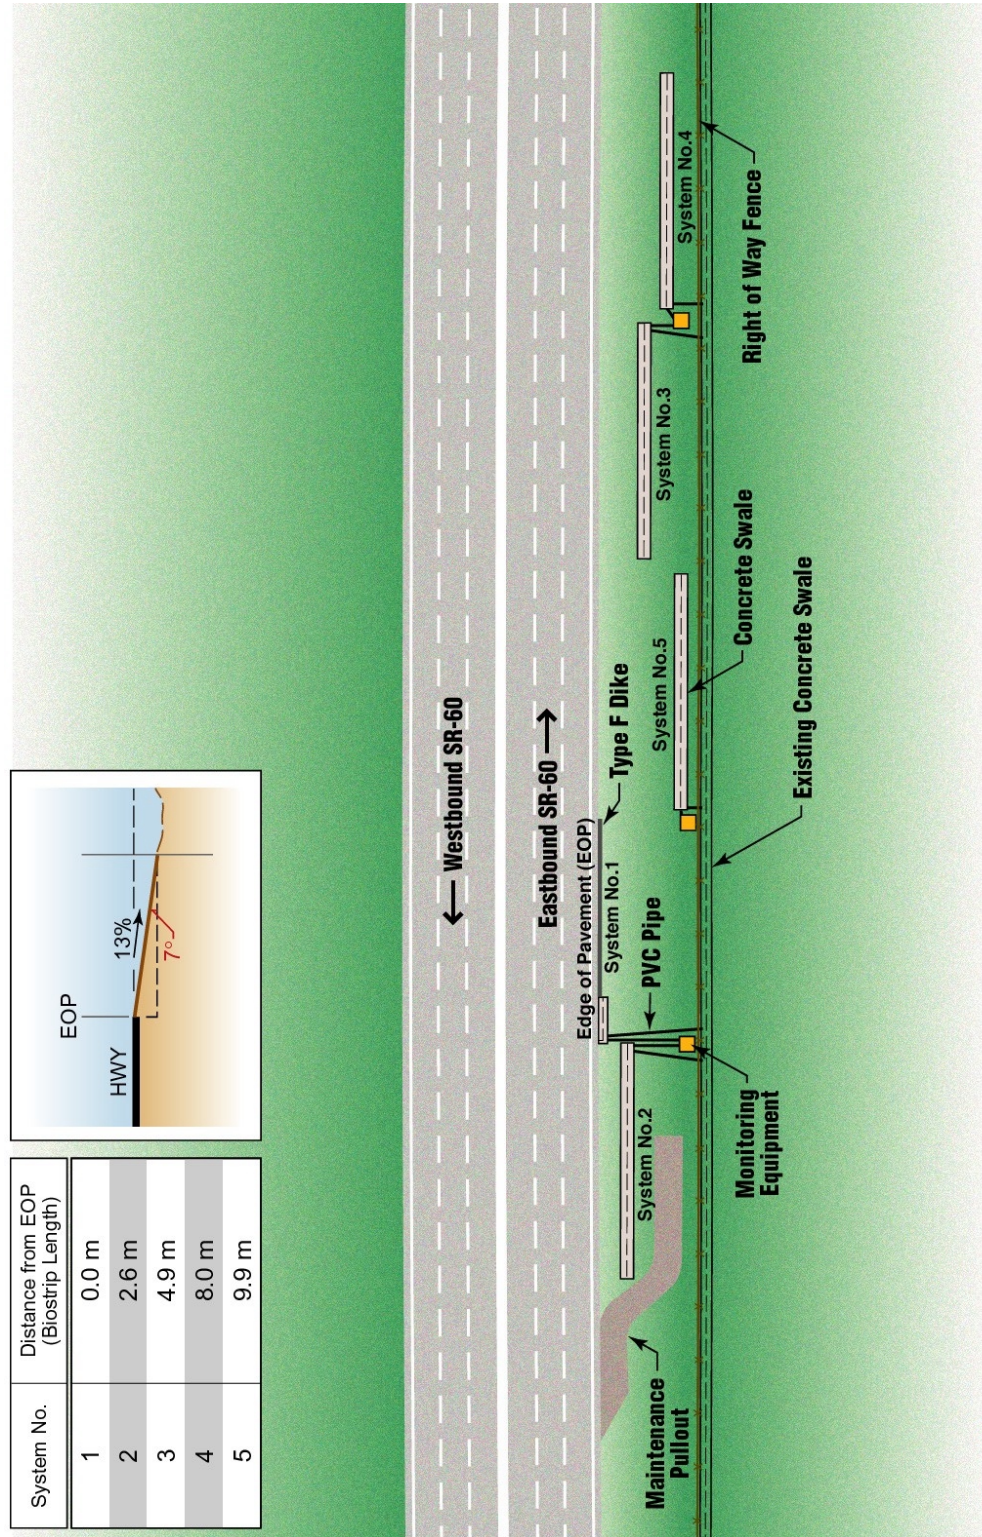 System No.
Distance from EOP
(Biostrip Length)
1
0.0 m
2
2.6 m
3
4.9 m
4
8.0 m
5
9.9 m
EOP
HWY
13%
7°
← Westbound SR-60
Eastbound SR-60 →
Edge of Pavement (EOP)
Type F Dike
System No.1
PVC Pipe
System No.2
System No.5
System No.3
System No.4
Maintenance
Pullout
Monitoring
Equipment
Concrete Swale
Existing Concrete Swale
Right of Way Fence